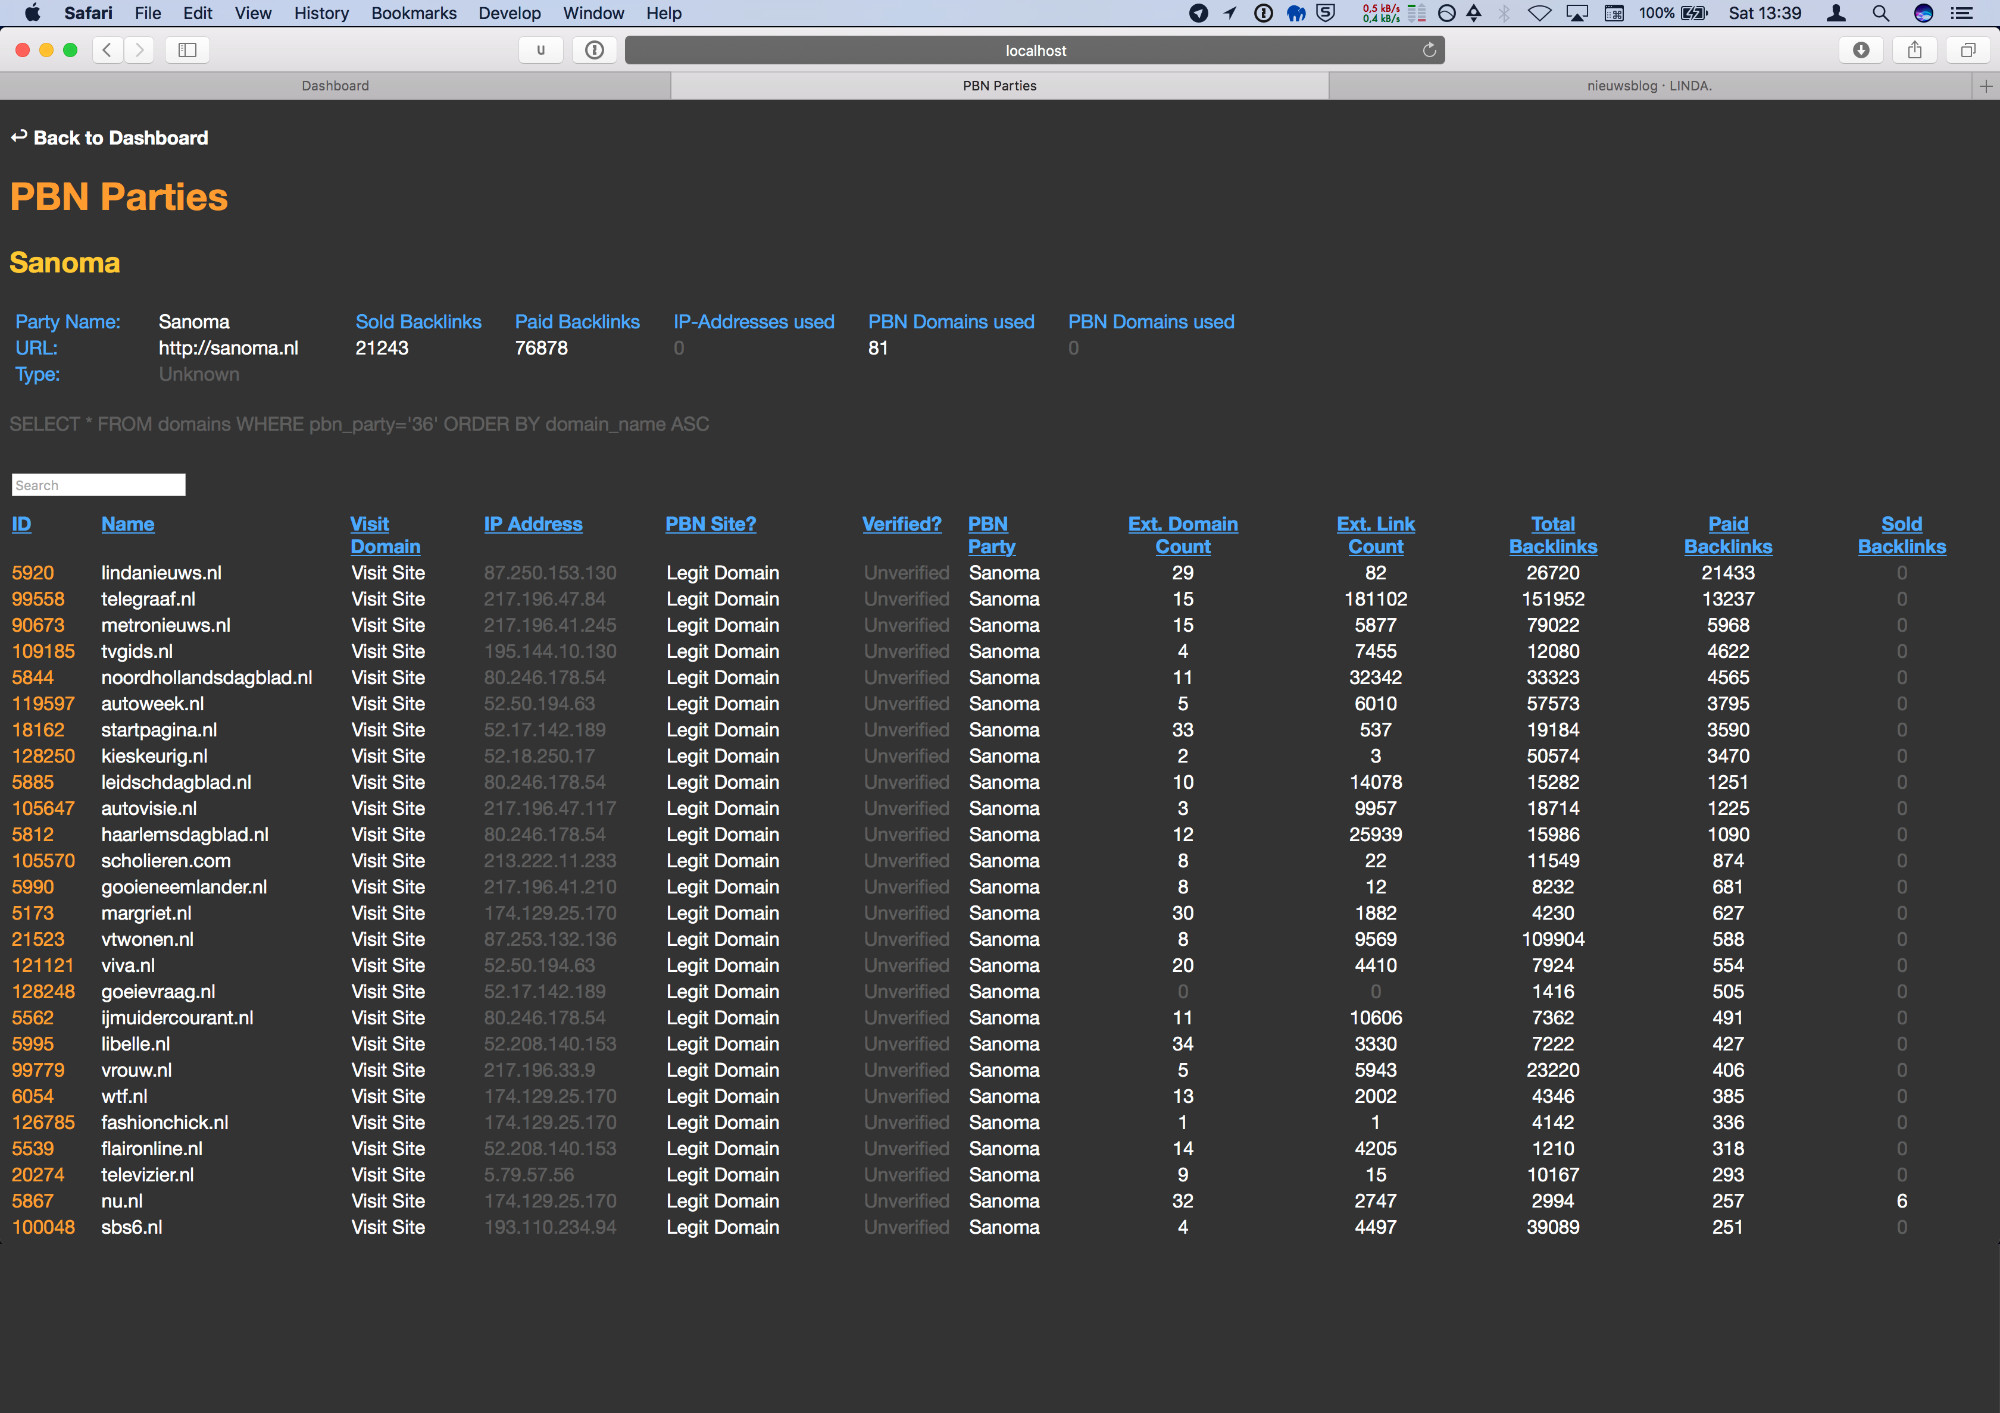 Safari File Edit View History Bookmarks Develop Window Help 0,5 kB/s 0,4 kB/s 100% Sat 13:39
u localhost
Dashboard PBN Parties nieuwsblog · LINDA.
↩ Back to Dashboard
PBN Parties
Sanoma
Party Name: Sanoma Sold Backlinks Paid Backlinks IP-Addresses used PBN Domains used PBN Domains used
URL: http://sanoma.nl 21243 76878 0 81 0
Type: Unknown
SELECT * FROM domains WHERE pbn_party='36' ORDER BY domain_name ASC
Search
ID Name Visit Domain IP Address PBN Site? Verified? PBN Party Ext. Domain Count Ext. Link Count Total Backlinks Paid Backlinks Sold Backlinks
5920 lindanieuws.nl Visit Site 87.250.153.130 Legit Domain Unverified Sanoma 29 82 26720 21433 0
99558 telegraaf.nl Visit Site 217.196.47.84 Legit Domain Unverified Sanoma 15 181102 151952 13237 0
90673 metronieuws.nl Visit Site 217.196.41.245 Legit Domain Unverified Sanoma 15 5877 79022 5968 0
109185 tvgids.nl Visit Site 195.144.10.130 Legit Domain Unverified Sanoma 4 7455 12080 4622 0
5844 noordhollandsdagblad.nl Visit Site 80.246.178.54 Legit Domain Unverified Sanoma 11 32342 33323 4565 0
119597 autoweek.nl Visit Site 52.50.194.63 Legit Domain Unverified Sanoma 5 6010 57573 3795 0
18162 startpagina.nl Visit Site 52.17.142.189 Legit Domain Unverified Sanoma 33 537 19184 3590 0
128250 kieskeurig.nl Visit Site 52.18.250.17 Legit Domain Unverified Sanoma 2 3 50574 3470 0
5885 leidschdagblad.nl Visit Site 80.246.178.54 Legit Domain Unverified Sanoma 10 14078 15282 1251 0
105647 autovisie.nl Visit Site 217.196.47.117 Legit Domain Unverified Sanoma 3 9957 18714 1225 0
5812 haarlemsdagblad.nl Visit Site 80.246.178.54 Legit Domain Unverified Sanoma 12 25939 15986 1090 0
105570 scholieren.com Visit Site 213.222.11.233 Legit Domain Unverified Sanoma 8 22 11549 874 0
5990 gooieneemlander.nl Visit Site 217.196.41.210 Legit Domain Unverified Sanoma 8 12 8232 681 0
5173 margriet.nl Visit Site 174.129.25.170 Legit Domain Unverified Sanoma 30 1882 4230 627 0
21523 vtwonen.nl Visit Site 87.253.132.136 Legit Domain Unverified Sanoma 8 9569 109904 588 0
121121 viva.nl Visit Site 52.50.194.63 Legit Domain Unverified Sanoma 20 4410 7924 554 0
128248 goeievraag.nl Visit Site 52.17.142.189 Legit Domain Unverified Sanoma 0 0 1416 505 0
5562 ijmuidercourant.nl Visit Site 80.246.178.54 Legit Domain Unverified Sanoma 11 10606 7362 491 0
5995 libelle.nl Visit Site 52.208.140.153 Legit Domain Unverified Sanoma 34 3330 7222 427 0
99779 vrouw.nl Visit Site 217.196.33.9 Legit Domain Unverified Sanoma 5 5943 23220 406 0
6054 wtf.nl Visit Site 174.129.25.170 Legit Domain Unverified Sanoma 13 2002 4346 385 0
126785 fashionchick.nl Visit Site 174.129.25.170 Legit Domain Unverified Sanoma 1 1 4142 336 0
5539 flaironline.nl Visit Site 52.208.140.153 Legit Domain Unverified Sanoma 14 4205 1210 318 0
20274 televizier.nl Visit Site 5.79.57.56 Legit Domain Unverified Sanoma 9 15 10167 293 0
5867 nu.nl Visit Site 174.129.25.170 Legit Domain Unverified Sanoma 32 2747 2994 257 6
100048 sbs6.nl Visit Site 193.110.234.94 Legit Domain Unverified Sanoma 4 4497 39089 251 0